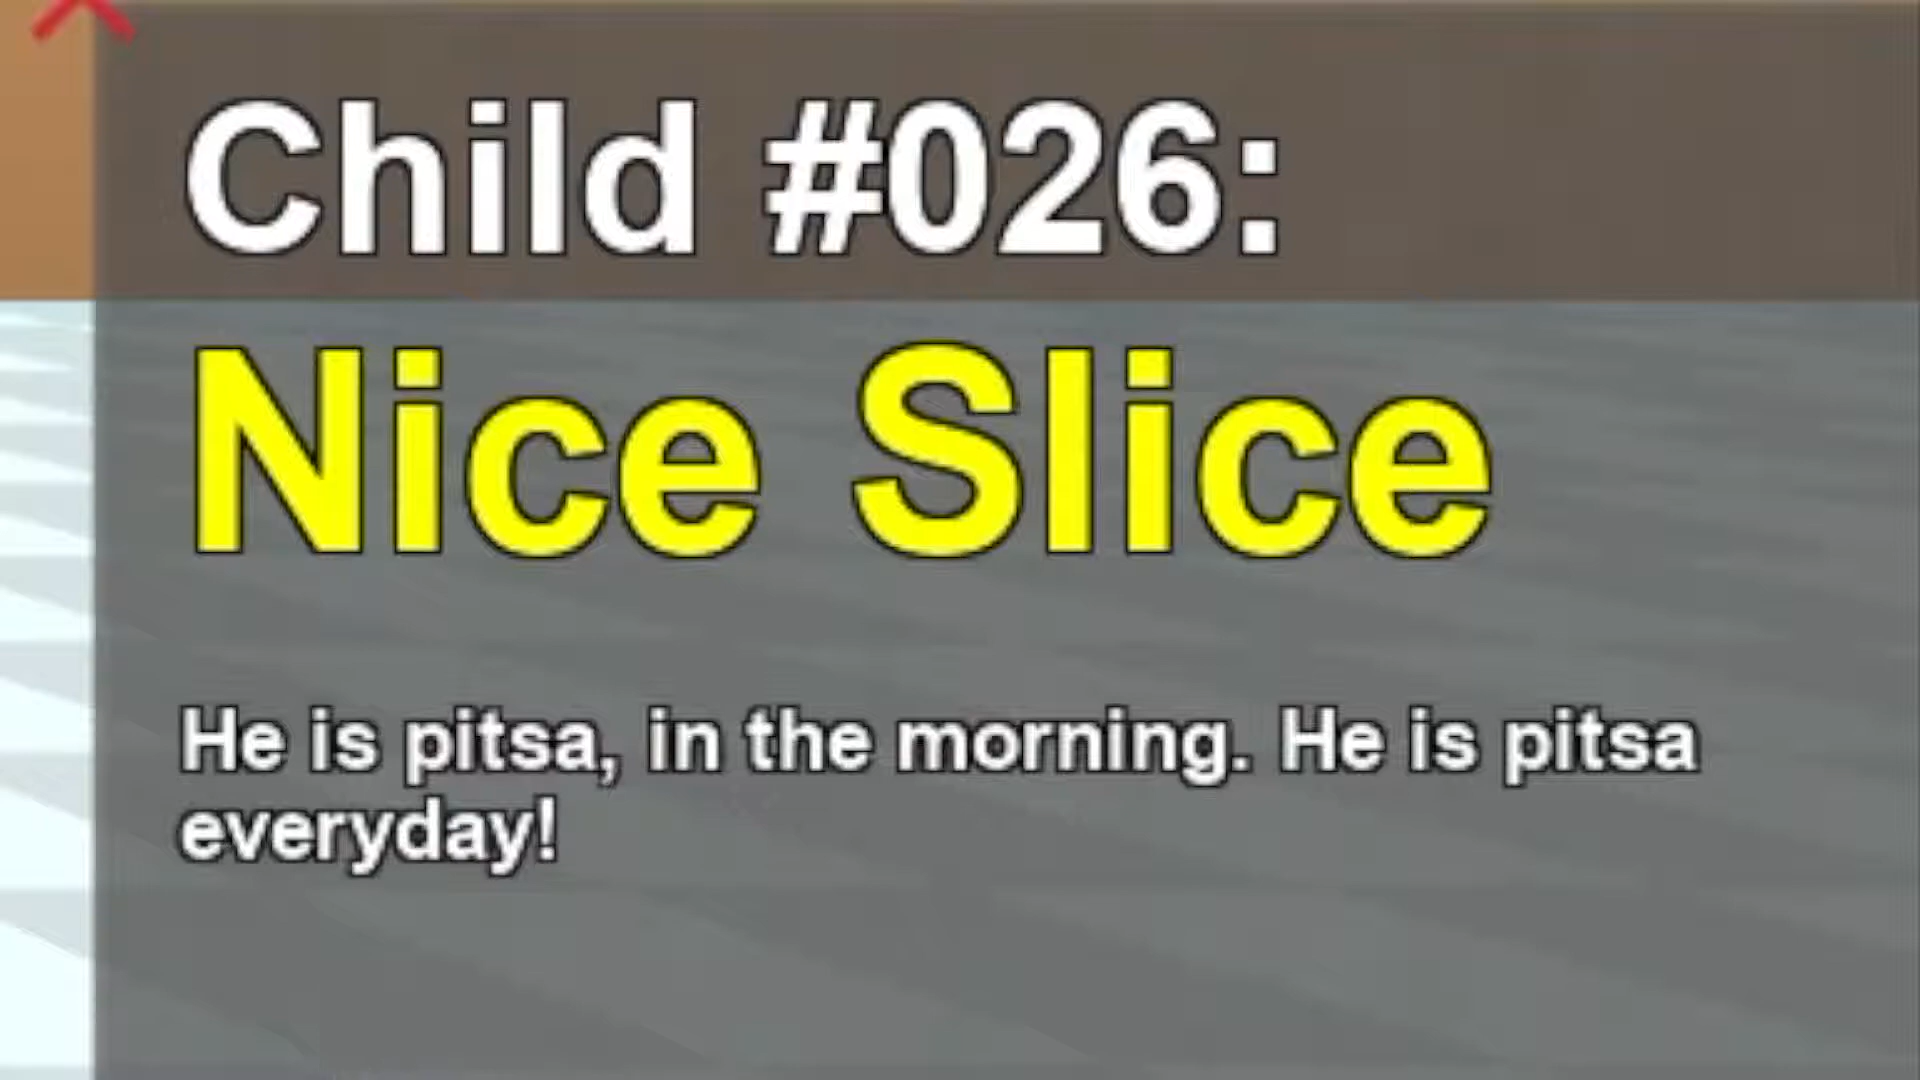 Child #026:
Nice Slice
He is pitsa, in the morning. He is pitsa
everyday!